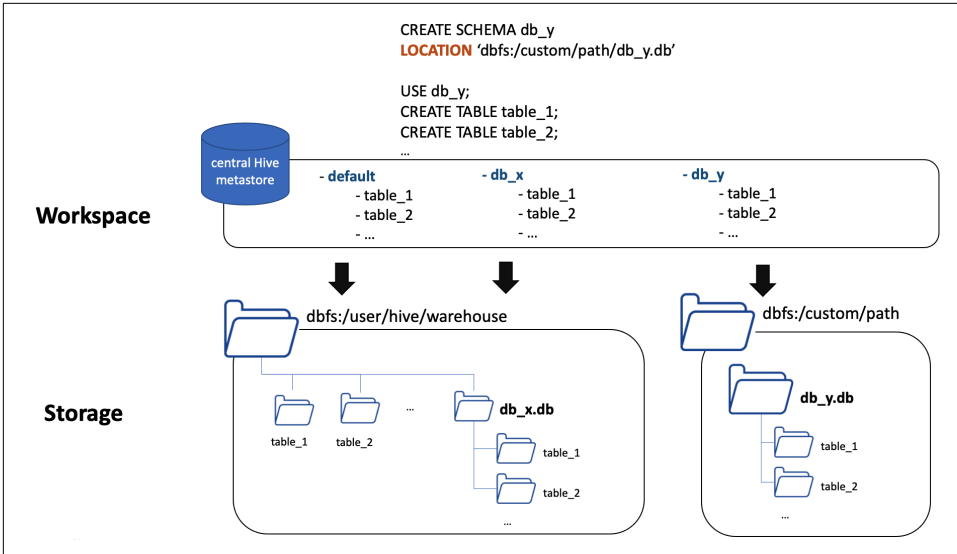 CREATE SCHEMA db_y
LOCATION ‘dbfs:/custom/path/db_y.db’
USE db_y;
CREATE TABLE table_1;
CREATE TABLE table_2;
...
central Hive
metastore
Workspace
- default
- table_1
- table_2
- ...
- db_x
- table_1
- table_2
- ...
- db_y
- table_1
- table_2
- ...
Storage
dbfs:/user/hive/warehouse
table_1
table_2
...
db_x.db
table_1
table_2
...
dbfs:/custom/path
db_y.db
table_1
table_2
...